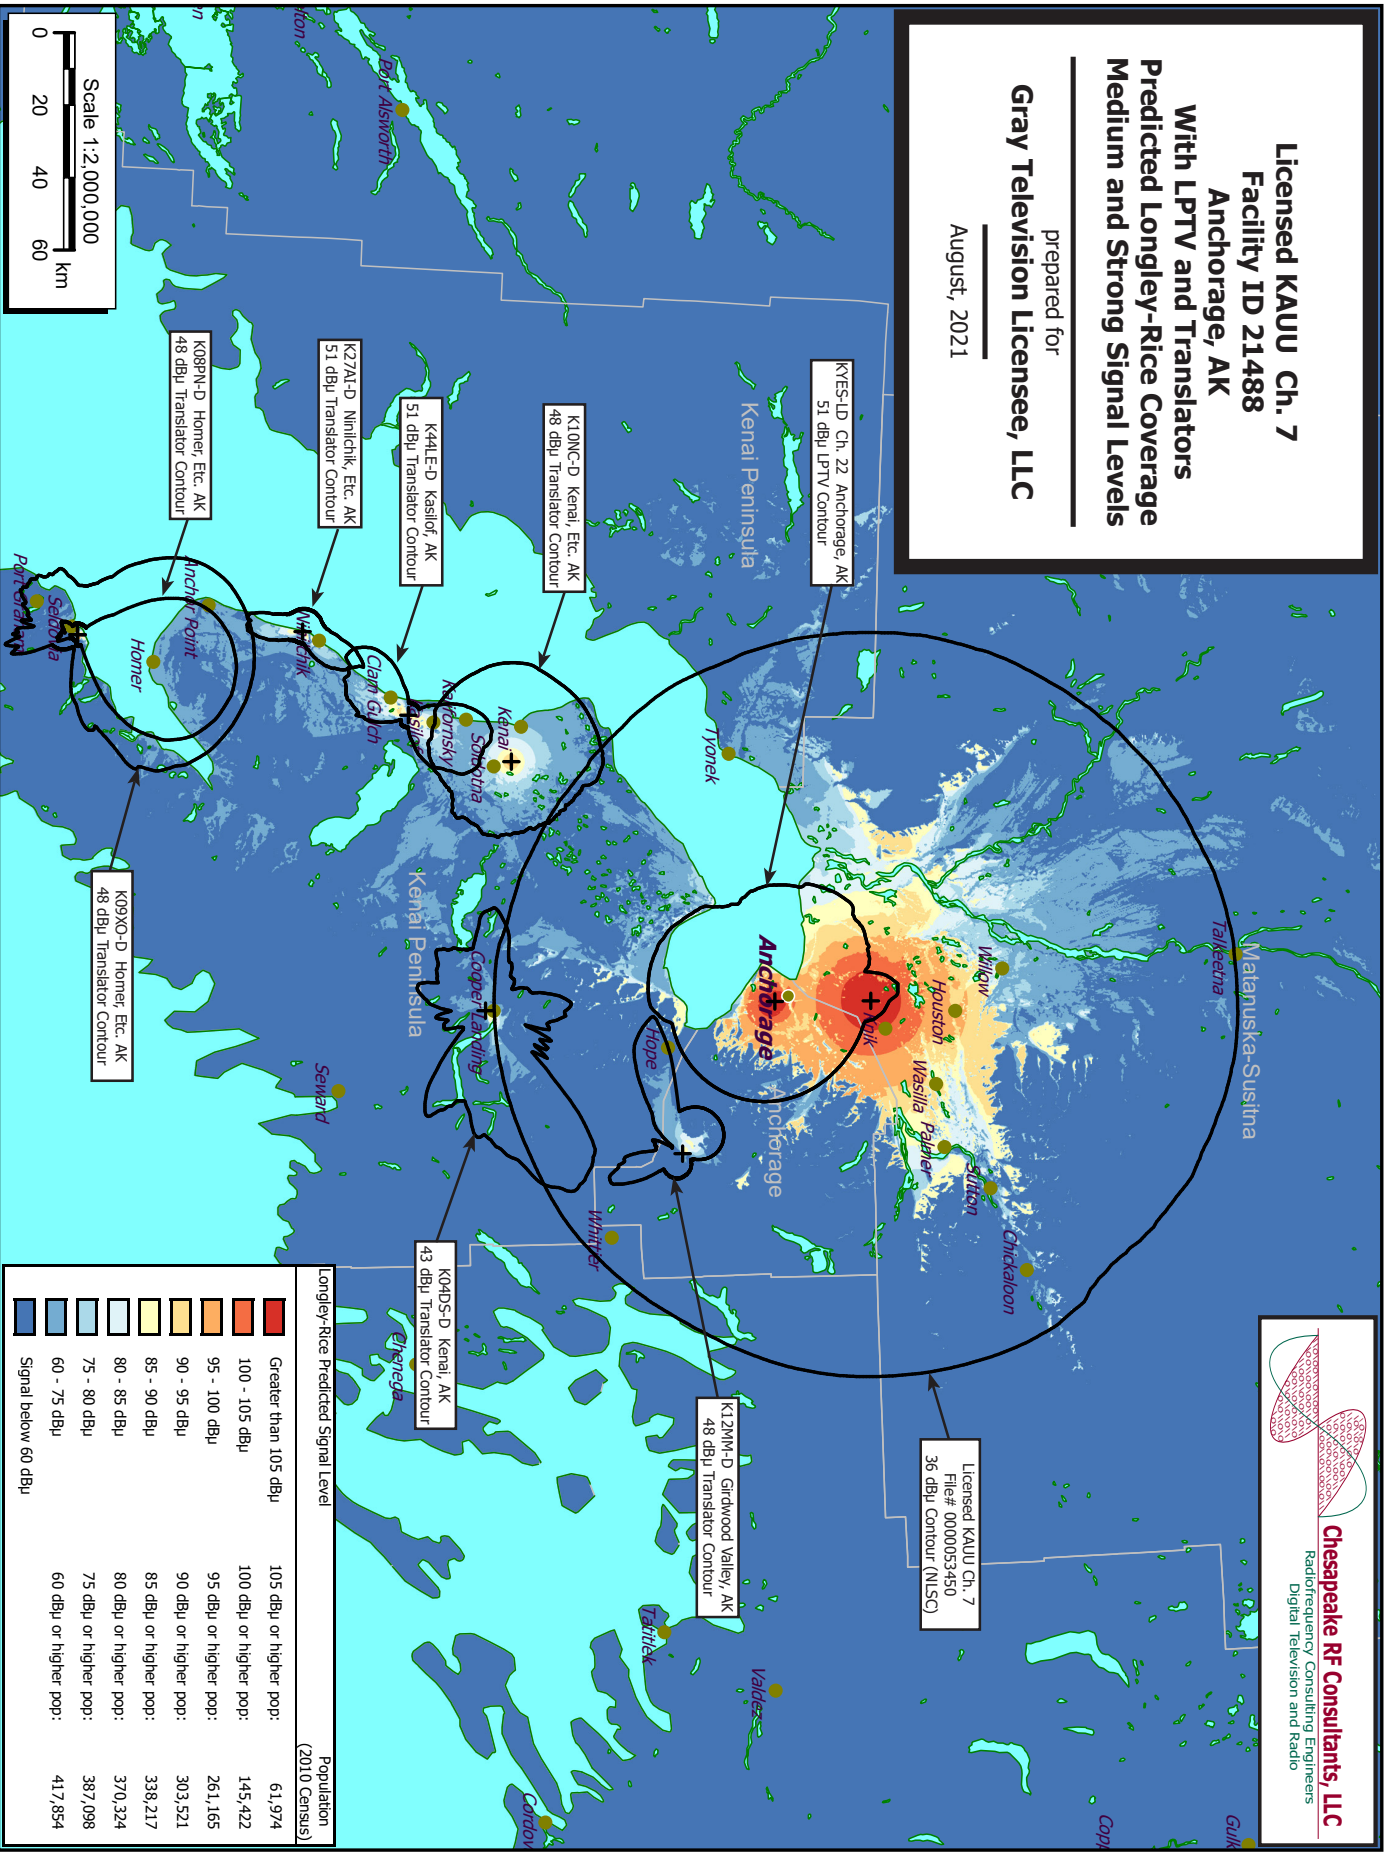 Licensed KAUU Ch. 7
Facility ID 21488
Anchorage, AK
With LPTV and Translators
Predicted Longley-Rice Coverage
Medium and Strong Signal Levels
prepared for
Gray Television Licensee, LLC
August, 2021
Chesapeake RF Consultants, LLC
Radiofrequency Consulting Engineers
Digital Television and Radio
Gulk
Copp
Matanuska-Susitna
Talkeetna
Chickaloon
Willow
Sutton
Houston
Palmer
Wasilla
Knik
Licensed KAUU Ch. 7
File# 0000053450
36 dBµ Contour (NLSC)
KYES-LD Ch. 22 Anchorage, AK
51 dBµ LPTV Contour
Kenai Peninsula
Anchorage
Anchorage
Valdez
Tyonek
K12MM-D Girdwood Valley, AK
48 dBµ Translator Contour
Hope
Tatitlek
Whittier
K10NC-D Kenai, Etc. AK
48 dBµ Translator Contour
Cordov
Kenai
Cooper Landing
Soldotna
Kalifornsky
K44LE-D Kasilof, AK
51 dBµ Translator Contour
Kasilof
Kenai Peninsula
K04DS-D Kenai, AK
43 dBµ Translator Contour
Chenega
Port Alsworth
Clam Gulch
K27AI-D Ninilchik, Etc. AK
51 dBµ Translator Contour
Seward
Ninilchik
lton
K08PN-D Homer, Etc. AK
48 dBµ Translator Contour
Anchor Point
en
Homer
K09XO-D Homer, Etc. AK
48 dBµ Translator Contour
Seldovia
Port Graham
Scale 1:2,000,000
0 20 40 60 km
Longley-Rice Predicted Signal Level Population
(2010 Census)
Greater than 105 dBµ 105 dBµ or higher pop: 61,974
100 - 105 dBµ 100 dBµ or higher pop: 145,422
95 - 100 dBµ 95 dBµ or higher pop: 261,165
90 - 95 dBµ 90 dBµ or higher pop: 303,521
85 - 90 dBµ 85 dBµ or higher pop: 338,217
80 - 85 dBµ 80 dBµ or higher pop: 370,324
75 - 80 dBµ 75 dBµ or higher pop: 387,098
60 - 75 dBµ 60 dBµ or higher pop: 417,854
Signal below 60 dBµ